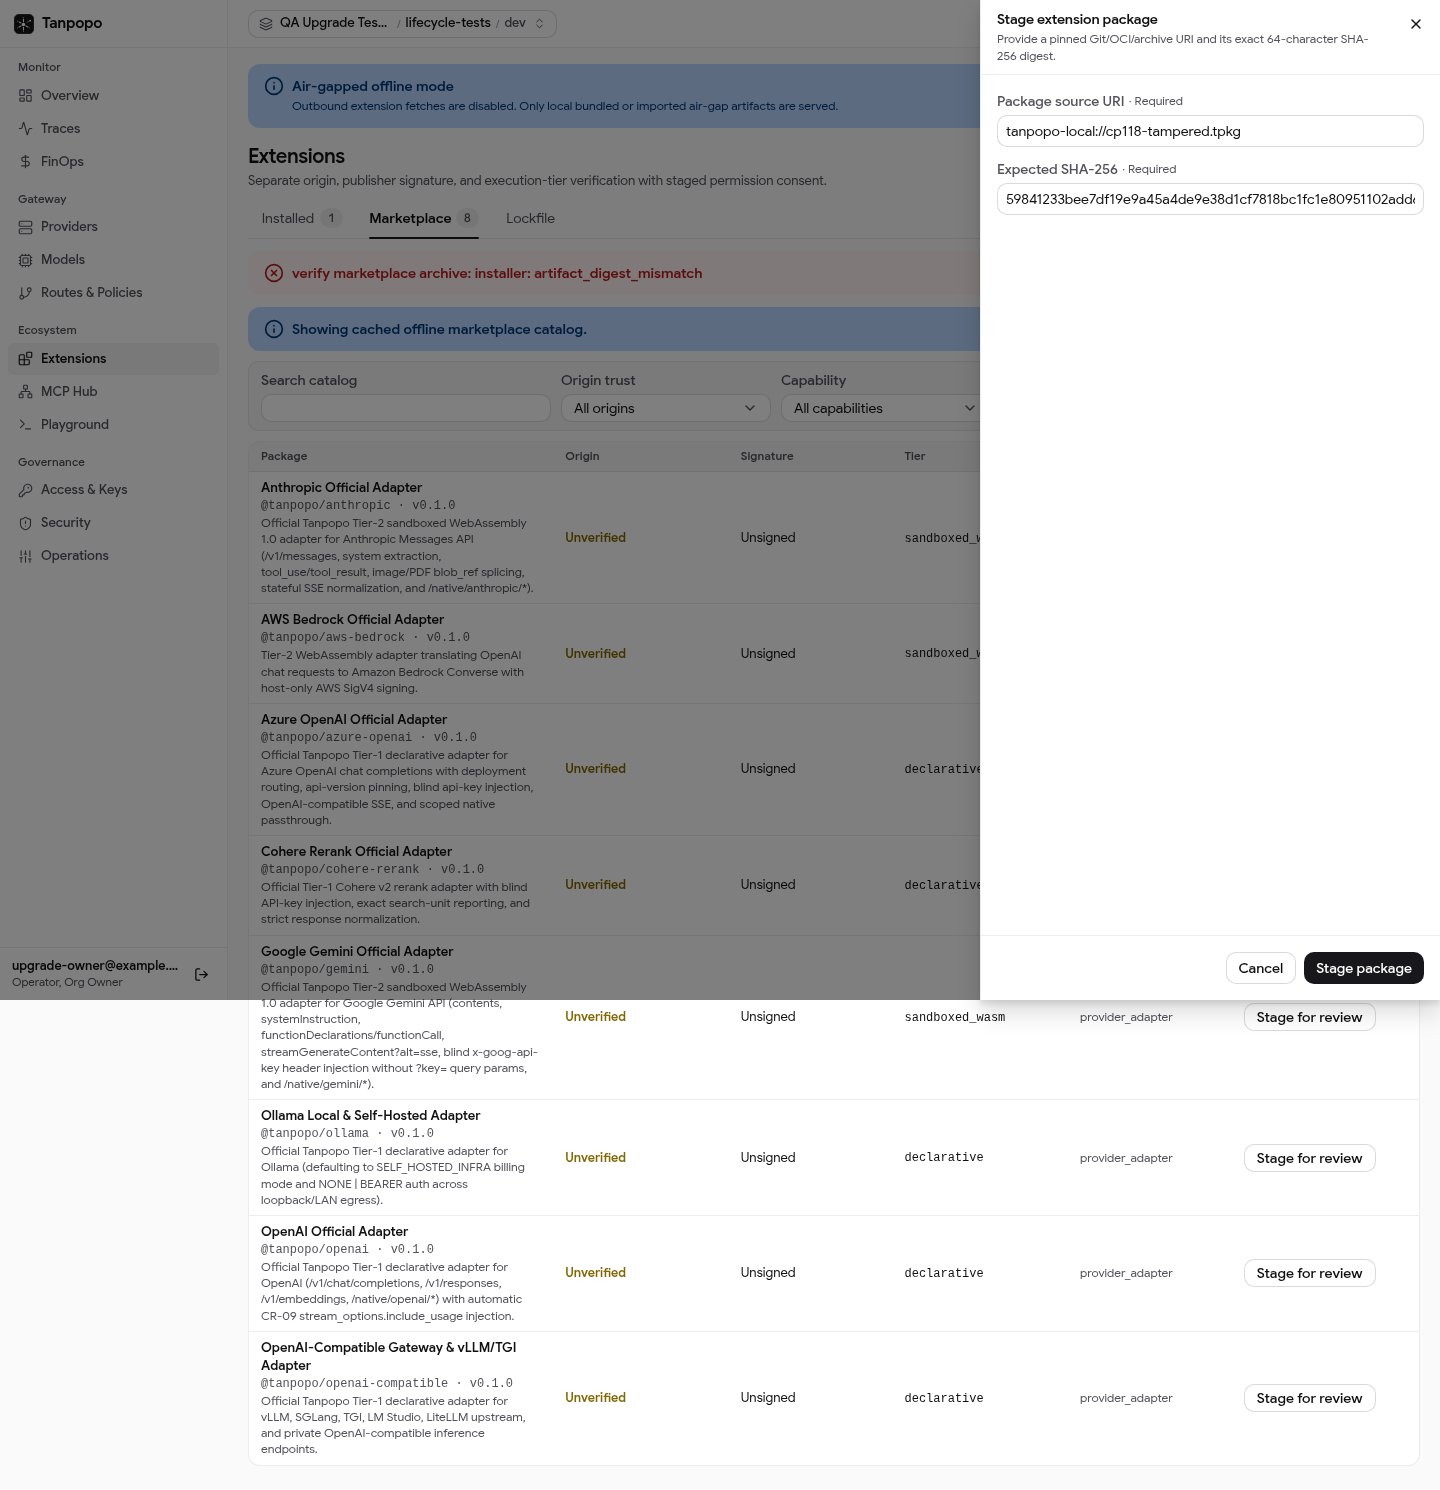 Tanpopo
Monitor
Overview
Traces
FinOps
Gateway
Providers
Models
Routes & Policies
Ecosystem
Extensions
MCP Hub
Playground
Governance
Access & Keys
Security
Operations
upgrade-owner@example....
Operator, Org Owner
QA Upgrade Tes... / lifecycle-tests / dev
Air-gapped offline mode
Outbound extension fetches are disabled. Only local bundled or imported air-gap artifacts are served.
Extensions
Separate origin, publisher signature, and execution-tier verification with staged permission consent.
Installed 1 Marketplace 8 Lockfile
verify marketplace archive: installer: artifact_digest_mismatch
Showing cached offline marketplace catalog.
Search catalog Origin trust Capability
All origins All capabilities
Package Origin Signature Tier
Anthropic Official Adapter
@tanpopo/anthropic · v0.1.0
Official Tanpopo Tier-2 sandboxed WebAssembly
1.0 adapter for Anthropic Messages API
(/v1/messages, system extraction,
tool_use/tool_result, image/PDF blob_ref splicing,
stateful SSE normalization, and /native/anthropic/*).
Unverified Unsigned
AWS Bedrock Official Adapter
@tanpopo/aws-bedrock · v0.1.0
Tier-2 WebAssembly adapter translating OpenAI
chat requests to Amazon Bedrock Converse with
host-only AWS SigV4 signing.
Unverified Unsigned
Azure OpenAI Official Adapter
@tanpopo/azure-openai · v0.1.0
Official Tanpopo Tier-1 declarative adapter for
Azure OpenAI chat completions with deployment
routing, api-version pinning, blind api-key injection,
OpenAI-compatible SSE, and scoped native
passthrough.
Unverified Unsigned declarative
Cohere Rerank Official Adapter
@tanpopo/cohere-rerank · v0.1.0
Official Tier-1 Cohere v2 rerank adapter with blind
API-key injection, exact search-unit reporting, and
strict response normalization.
Unverified Unsigned declarative
Google Gemini Official Adapter
@tanpopo/gemini · v0.1.0
Official Tanpopo Tier-2 sandboxed WebAssembly
1.0 adapter for Google Gemini API (contents,
systemInstruction,
functionDeclarations/functionCall,
streamGenerateContent?alt=sse, blind x-goog-api-
key header injection without ?key= query params,
and /native/gemini/*).
Unverified Unsigned sandboxed_wasm provider_adapter Stage for review
Ollama Local & Self-Hosted Adapter
@tanpopo/ollama · v0.1.0
Official Tanpopo Tier-1 declarative adapter for
Ollama (defaulting to SELF_HOSTED_INFRA billing
mode and NONE | BEARER auth across
loopback/LAN egress).
Unverified Unsigned declarative provider_adapter Stage for review
OpenAI Official Adapter
@tanpopo/openai · v0.1.0
Official Tanpopo Tier-1 declarative adapter for
OpenAI (/v1/chat/completions, /v1/responses,
/v1/embeddings, /native/openai/*) with automatic
CR-09 stream_options.include_usage injection.
Unverified Unsigned declarative provider_adapter Stage for review
OpenAI-Compatible Gateway & vLLM/TGI
Adapter
@tanpopo/openai-compatible · v0.1.0
Official Tanpopo Tier-1 declarative adapter for
vLLM, SGLang, TGI, LM Studio, LiteLLM upstream,
and private OpenAI-compatible inference
endpoints.
Unverified Unsigned declarative provider_adapter Stage for review
Stage extension package
Provide a pinned Git/OCI/archive URI and its exact 64-character SHA-
256 digest.
Package source URI · Required
tanpopo-local://cp118-tampered.tpkg
Expected SHA-256 · Required
59841233bee7df19e9a45a4de9e38d1cf7818bc1fc1e80951102add
Cancel Stage package